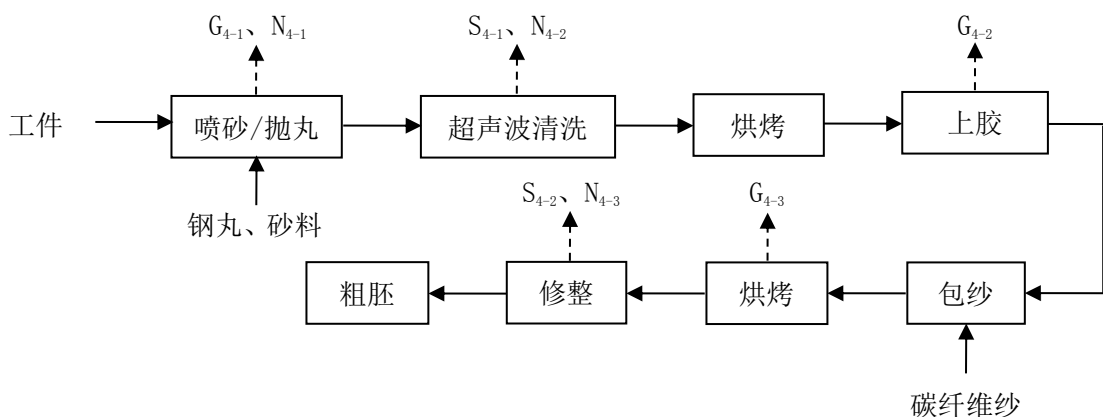 G4-1、N4-1
S4-1、N4-2
G4-2
工件
喷砂/抛丸
超声波清洗
烘烤
上胶
钢丸、砂料
S4-2、N4-3
G4-3
粗胚
修整
烘烤
包纱
碳纤维纱